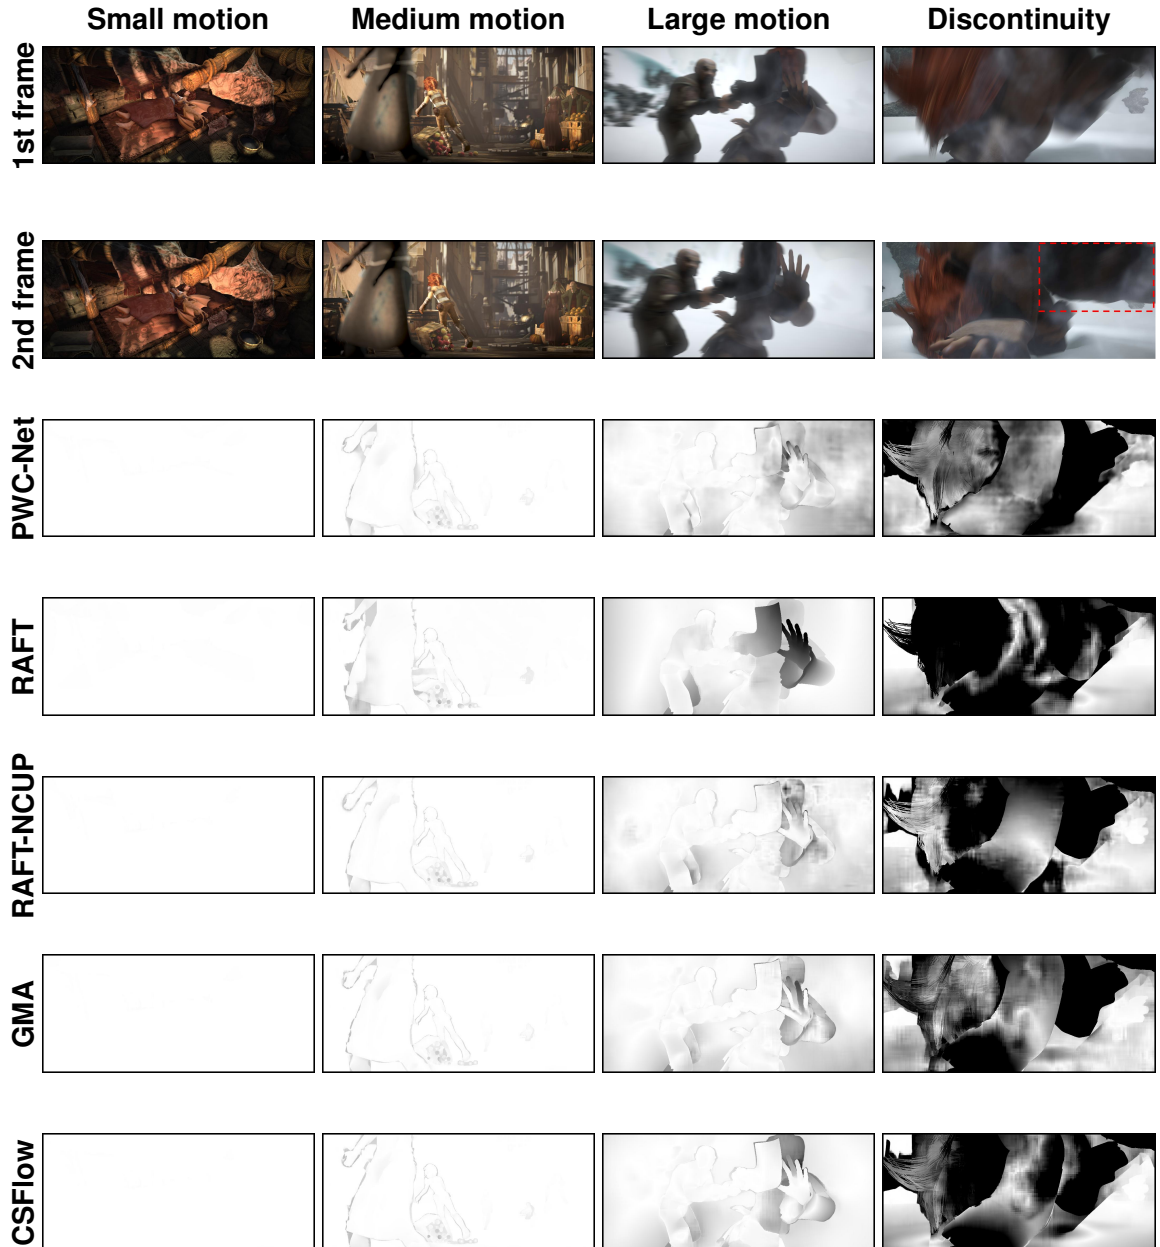 Small motion
Medium motion
Large motion
Discontinuity
1st frame
2nd frame
PWC-Net
RAFT
RAFT-NCUP
GMA
CSFlow